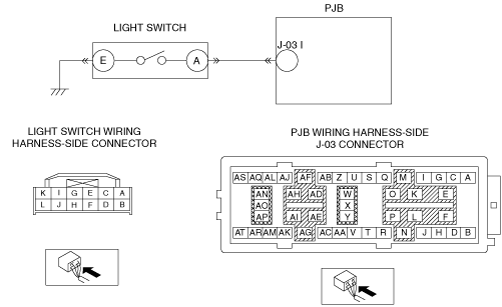 PJB
LIGHT SWITCH
J-03 I
E A
LIGHT SWITCH WIRING
HARNESS-SIDE CONNECTOR
K I G E C A
L J H F D B
PJB WIRING HARNESS-SIDE
J-03 CONNECTOR
AS AQ AL AJ AF AB Z U S Q M I G C A
AN AH AD W O K E
AO X
AP AI AE Y P L F
AT AR AM AK AG AC AA V T R N J H D B